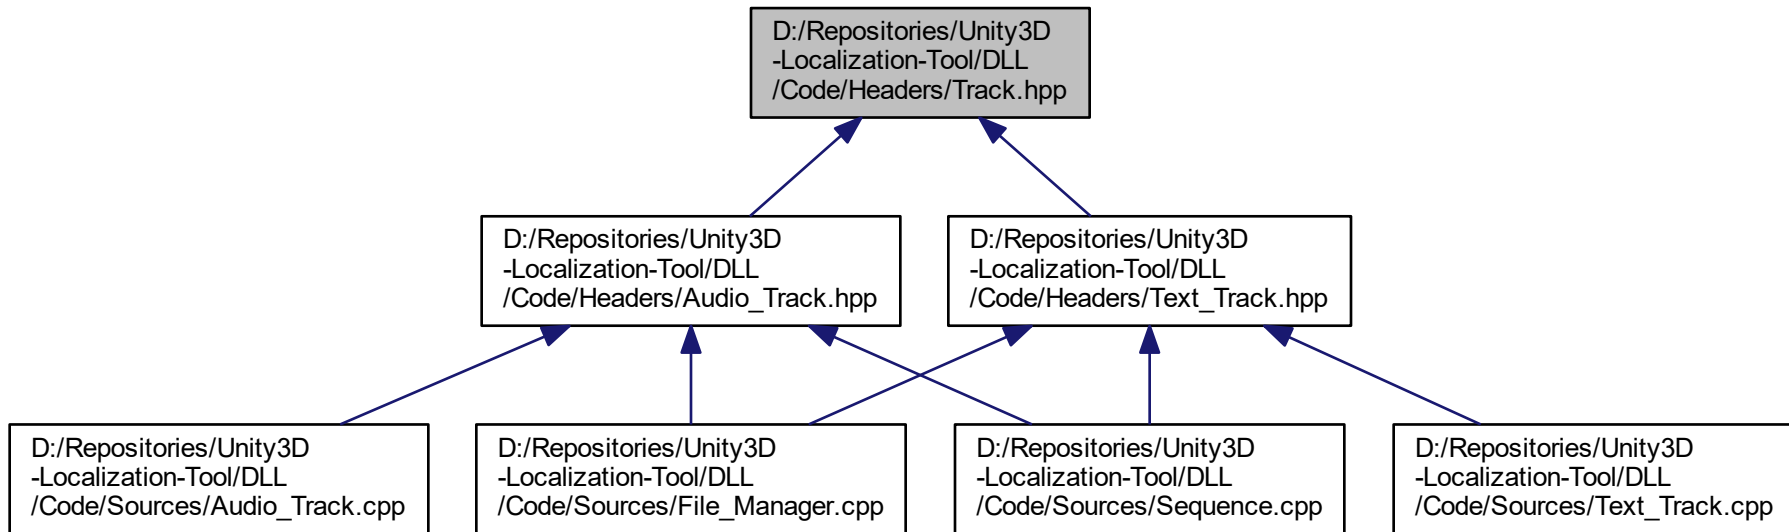 D:/Repositories/Unity3D
-Localization-Tool/DLL
/Code/Headers/Track.hpp
D:/Repositories/Unity3D
-Localization-Tool/DLL
/Code/Headers/Audio_Track.hpp
D:/Repositories/Unity3D
-Localization-Tool/DLL
/Code/Headers/Text_Track.hpp
D:/Repositories/Unity3D
-Localization-Tool/DLL
/Code/Sources/Audio_Track.cpp
D:/Repositories/Unity3D
-Localization-Tool/DLL
/Code/Sources/File_Manager.cpp
D:/Repositories/Unity3D
-Localization-Tool/DLL
/Code/Sources/Sequence.cpp
D:/Repositories/Unity3D
-Localization-Tool/DLL
/Code/Sources/Text_Track.cpp